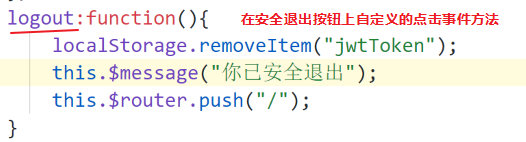 logout:function(){ 在安全退出按钮上自定义的点击事件方法
localStorage.removeItem("jwtToken");
this.$message("你已安全退出");
this.$router.push("/");
}